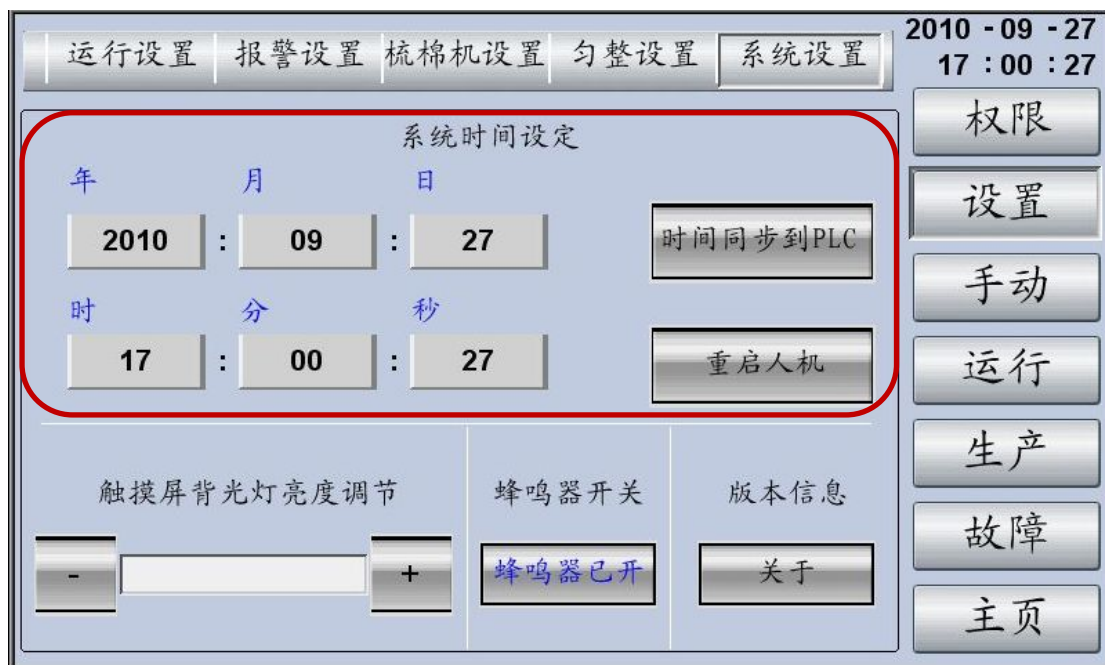 运行设置 报警设置 梳棉机设置 匀整设置 系统设置
2010 - 09 - 27
17 : 00 : 27
系统时间设定
年 月 日
2010 : 09 : 27
时间同步到PLC
时 分 秒
17 : 00 : 27
重启人机
触摸屏背光灯亮度调节
- +
蜂鸣器开关
蜂鸣器已开
版本信息
关于
权限
设置
手动
运行
生产
故障
主页